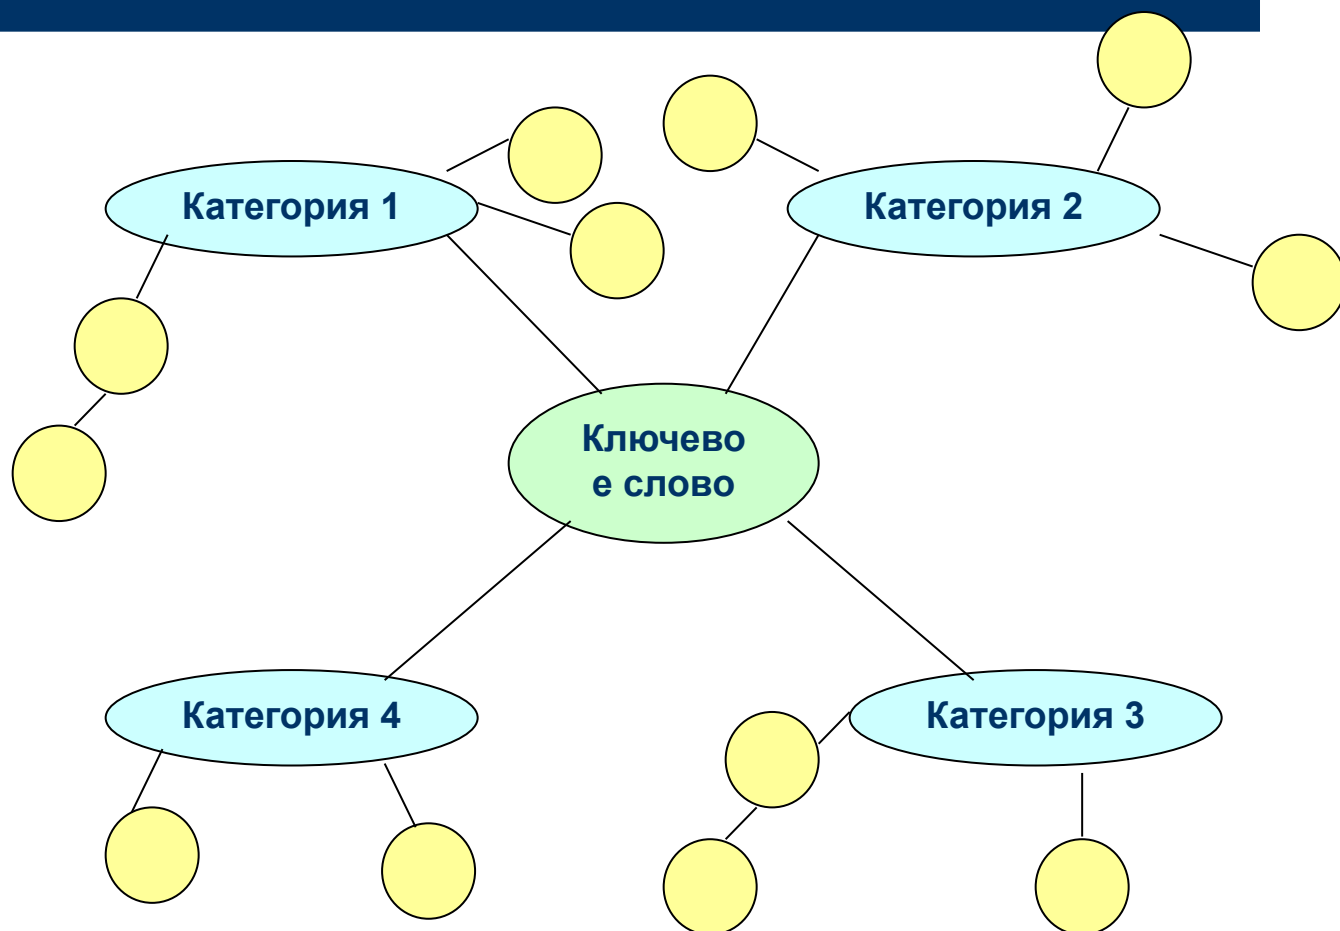 Категория 1
Категория 2
Ключево
е слово
Категория 4
Категория 3